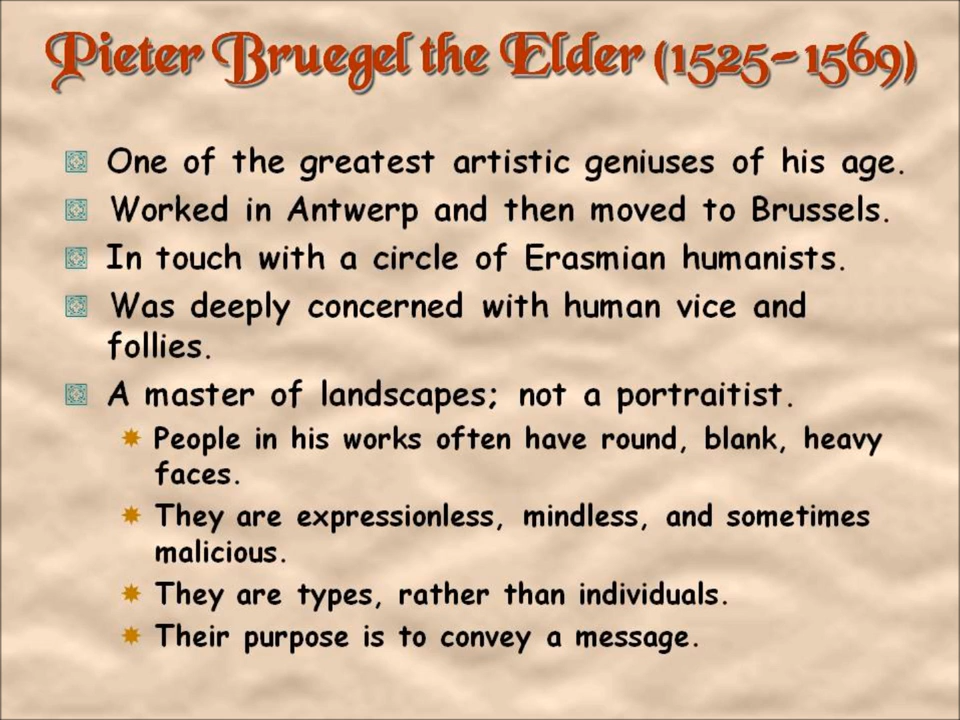 Pieter Bruegel the Elder (1525-1569)
One of the greatest artistic geniuses of his age.
Worked in Antwerp and then moved to Brussels.
In touch with a circle of Erasmian humanists.
Was deeply concerned with human vice and
follies.
A master of landscapes; not a portraitist.
People in his works often have round, blank, heavy
faces.
They are expressionless, mindless, and sometimes
malicious.
They are types, rather than individuals.
Their purpose is to convey a message.